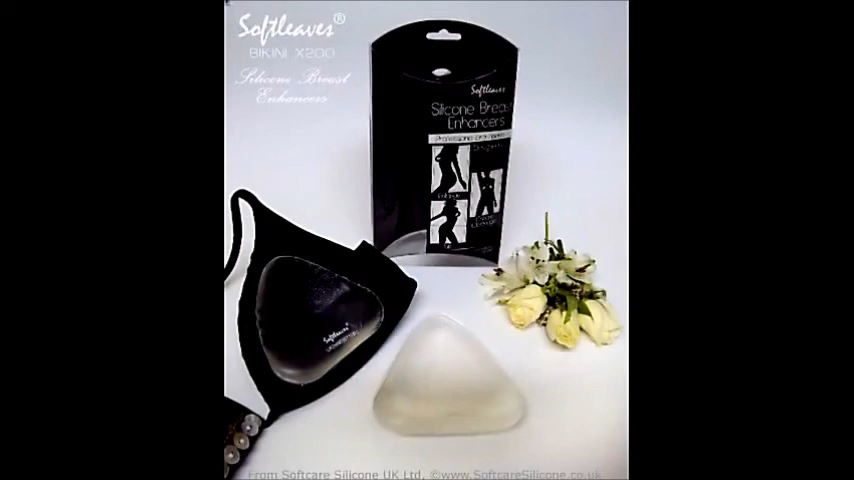 Softleaves®
BIKINI X200
Silicone Breast
Enhancers
Softleaves
Silicone Breast
Enhancers
Softleaves®
From Softcare Silicone UK Ltd. ©www.SoftcareSilicone.co.uk